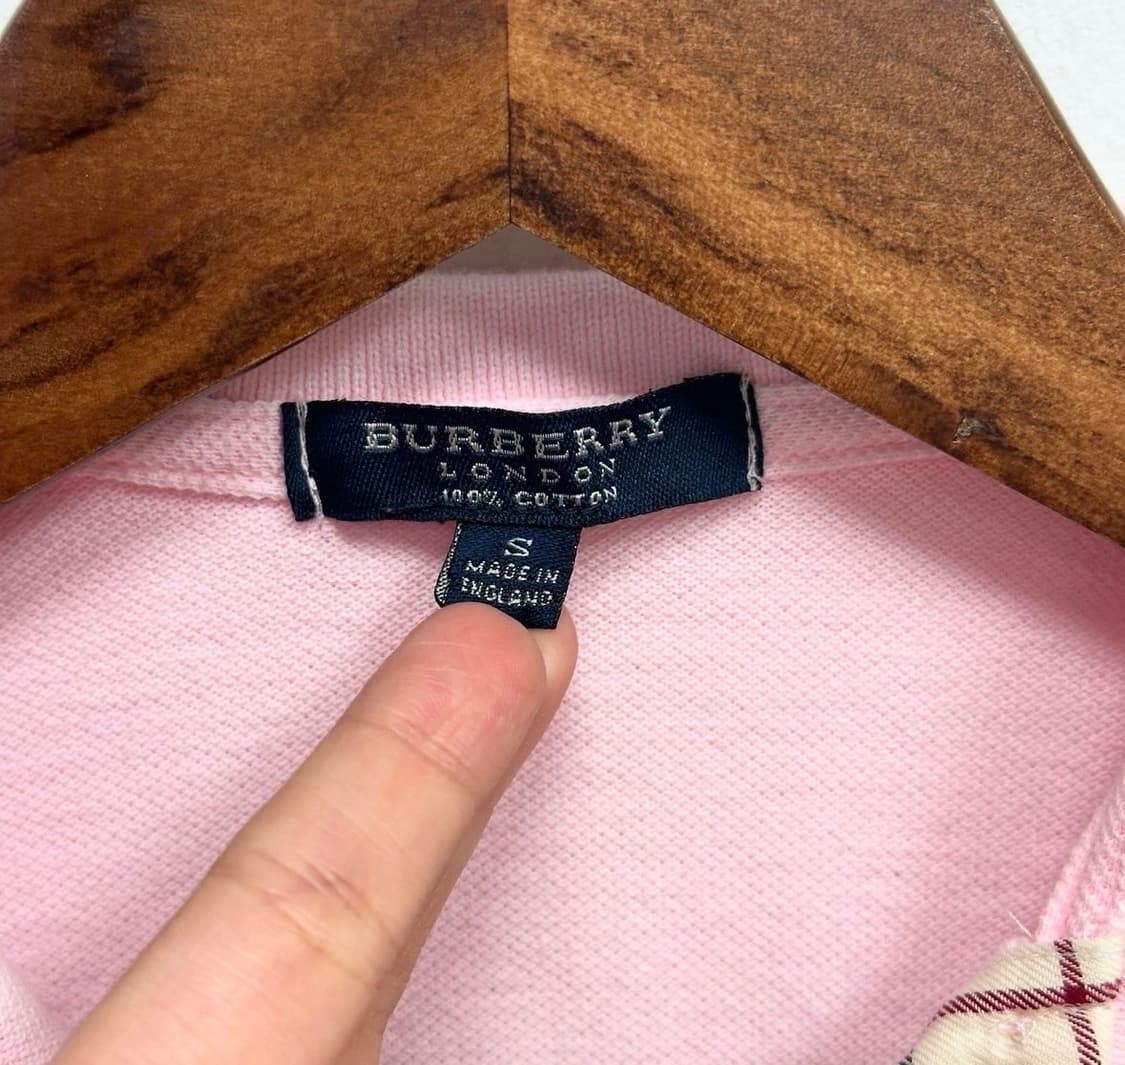 BURBERRY
LONDON
100% COTTON
S
MADE IN
ENGLAND